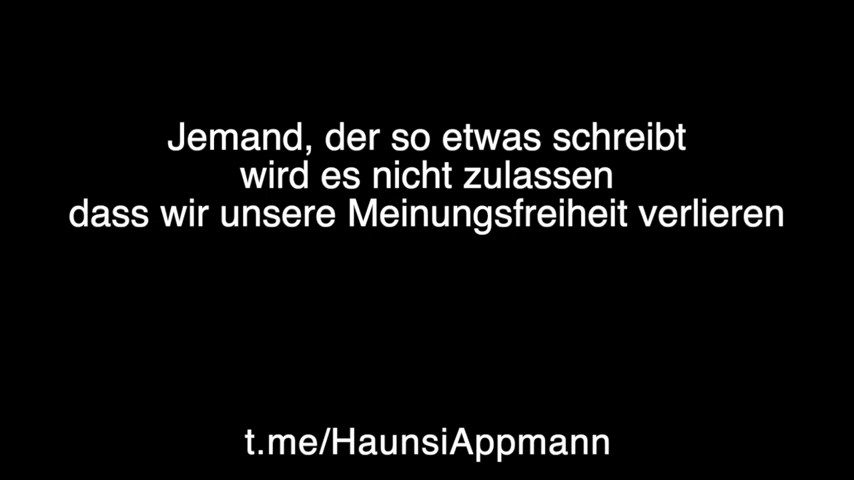 Jemand, der so etwas schreibt
wird es nicht zulassen
dass wir unsere Meinungsfreiheit verlieren
t.me/HaunsiAppmann